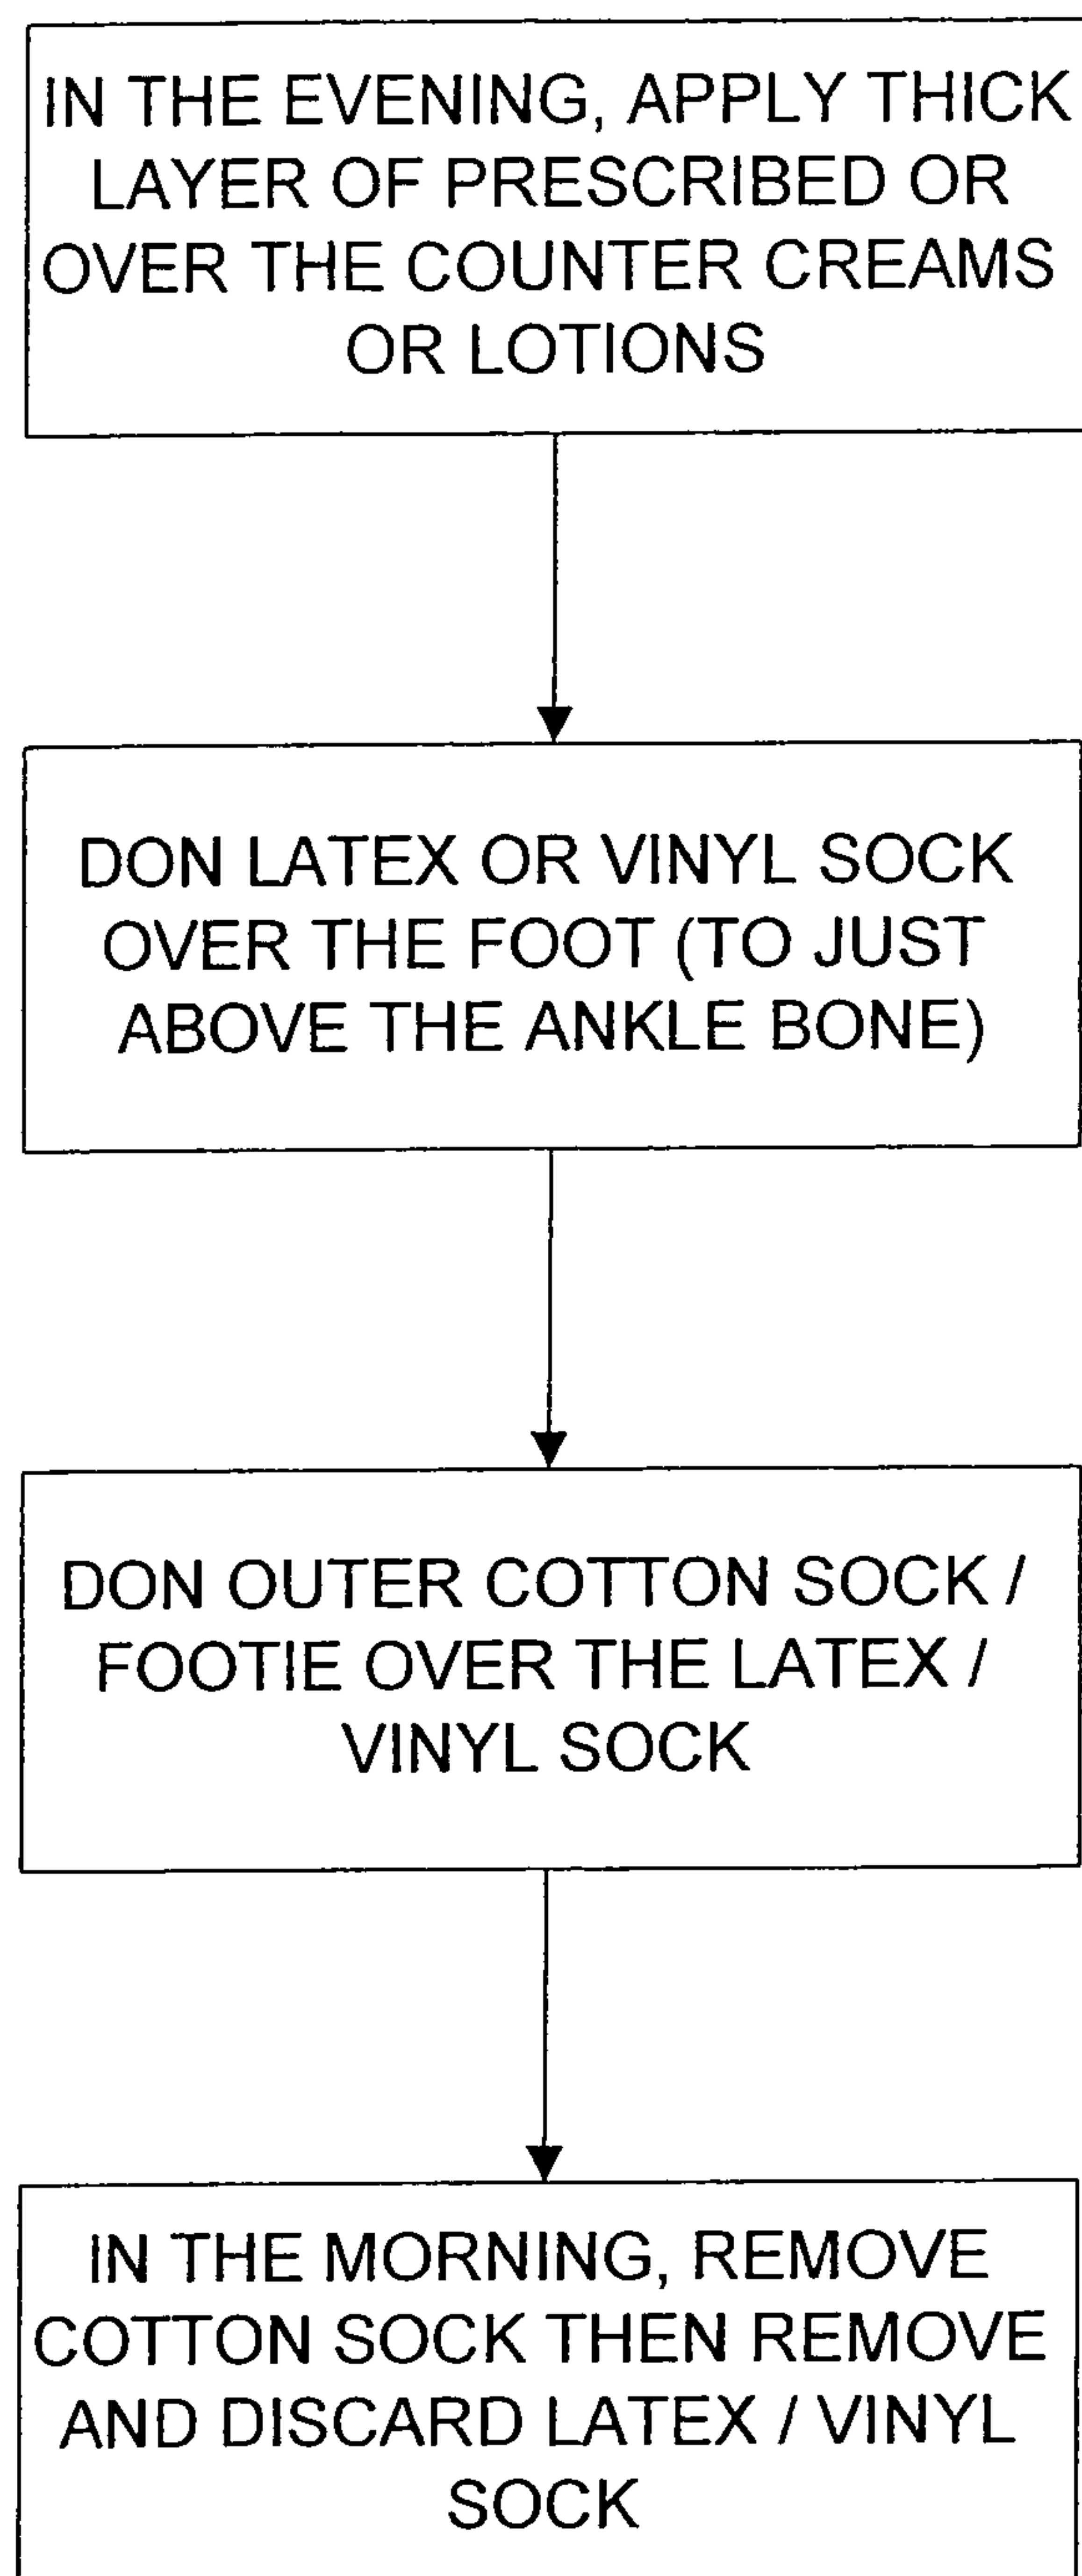 IN THE EVENING, APPLY THICK
LAYER OF PRESCRIBED OR
OVER THE COUNTER CREAMS
OR LOTIONS
DON LATEX OR VINYL SOCK
OVER THE FOOT (TO JUST
ABOVE THE ANKLE BONE)
DON OUTER COTTON SOCK /
FOOTIE OVER THE LATEX /
VINYL SOCK
IN THE MORNING, REMOVE
COTTON SOCK THEN REMOVE
AND DISCARD LATEX / VINYL
SOCK